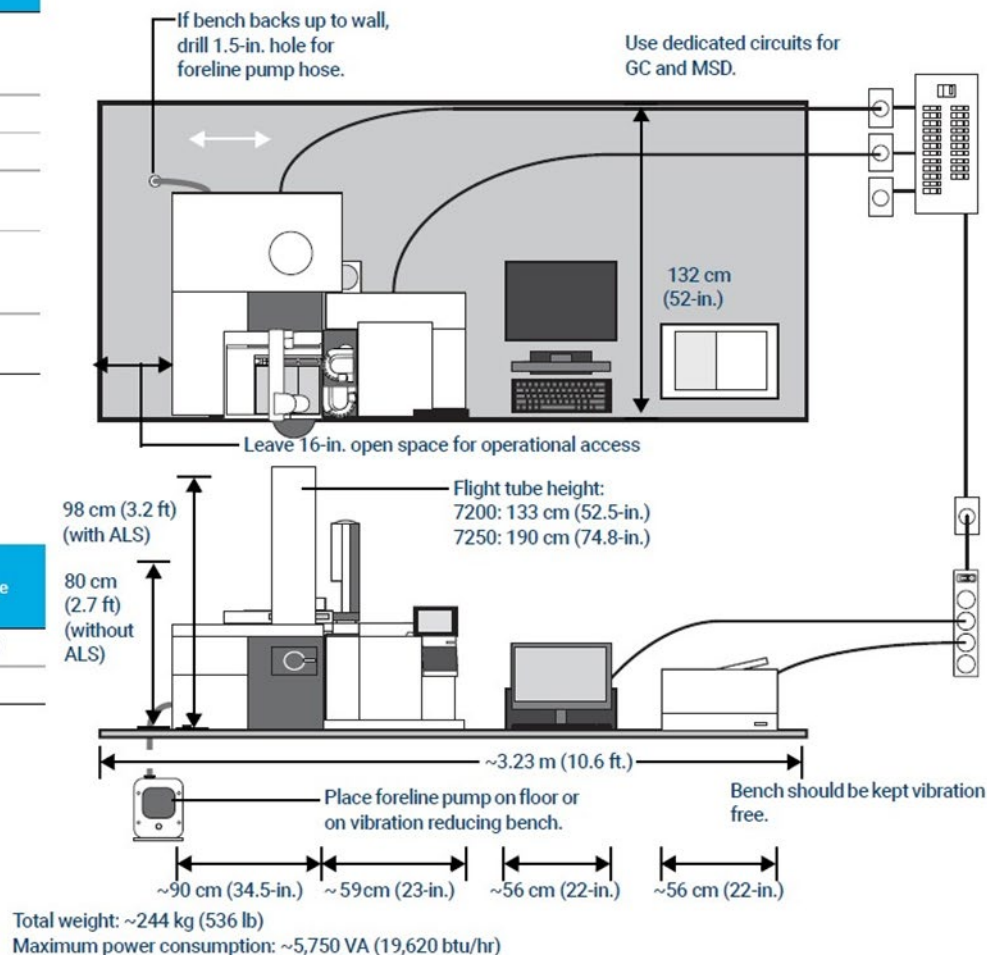 If bench backs up to wall,
drill 1.5-in. hole for
foreline pump hose.
Use dedicated circuits for
GC and MSD.
132 cm
(52-in.)
Leave 16-in. open space for operational access
98 cm (3.2 ft)
(with ALS)
Flight tube height:
7200: 133 cm (52.5-in.)
7250: 190 cm (74.8-in.)
e
80 cm
(2.7 ft)
(without
ALS)
~3.23 m (10.6 ft.)
Place foreline pump on floor or
on vibration reducing bench.
Bench should be kept vibration
free.
~90 cm (34.5-in.)
~59cm (23-in.)
~56 cm (22-in.)
~56 cm (22-in.)
Total weight: ~244 kg (536 lb)
Maximum power consumption: ~5,750 VA (19,620 btu/hr)